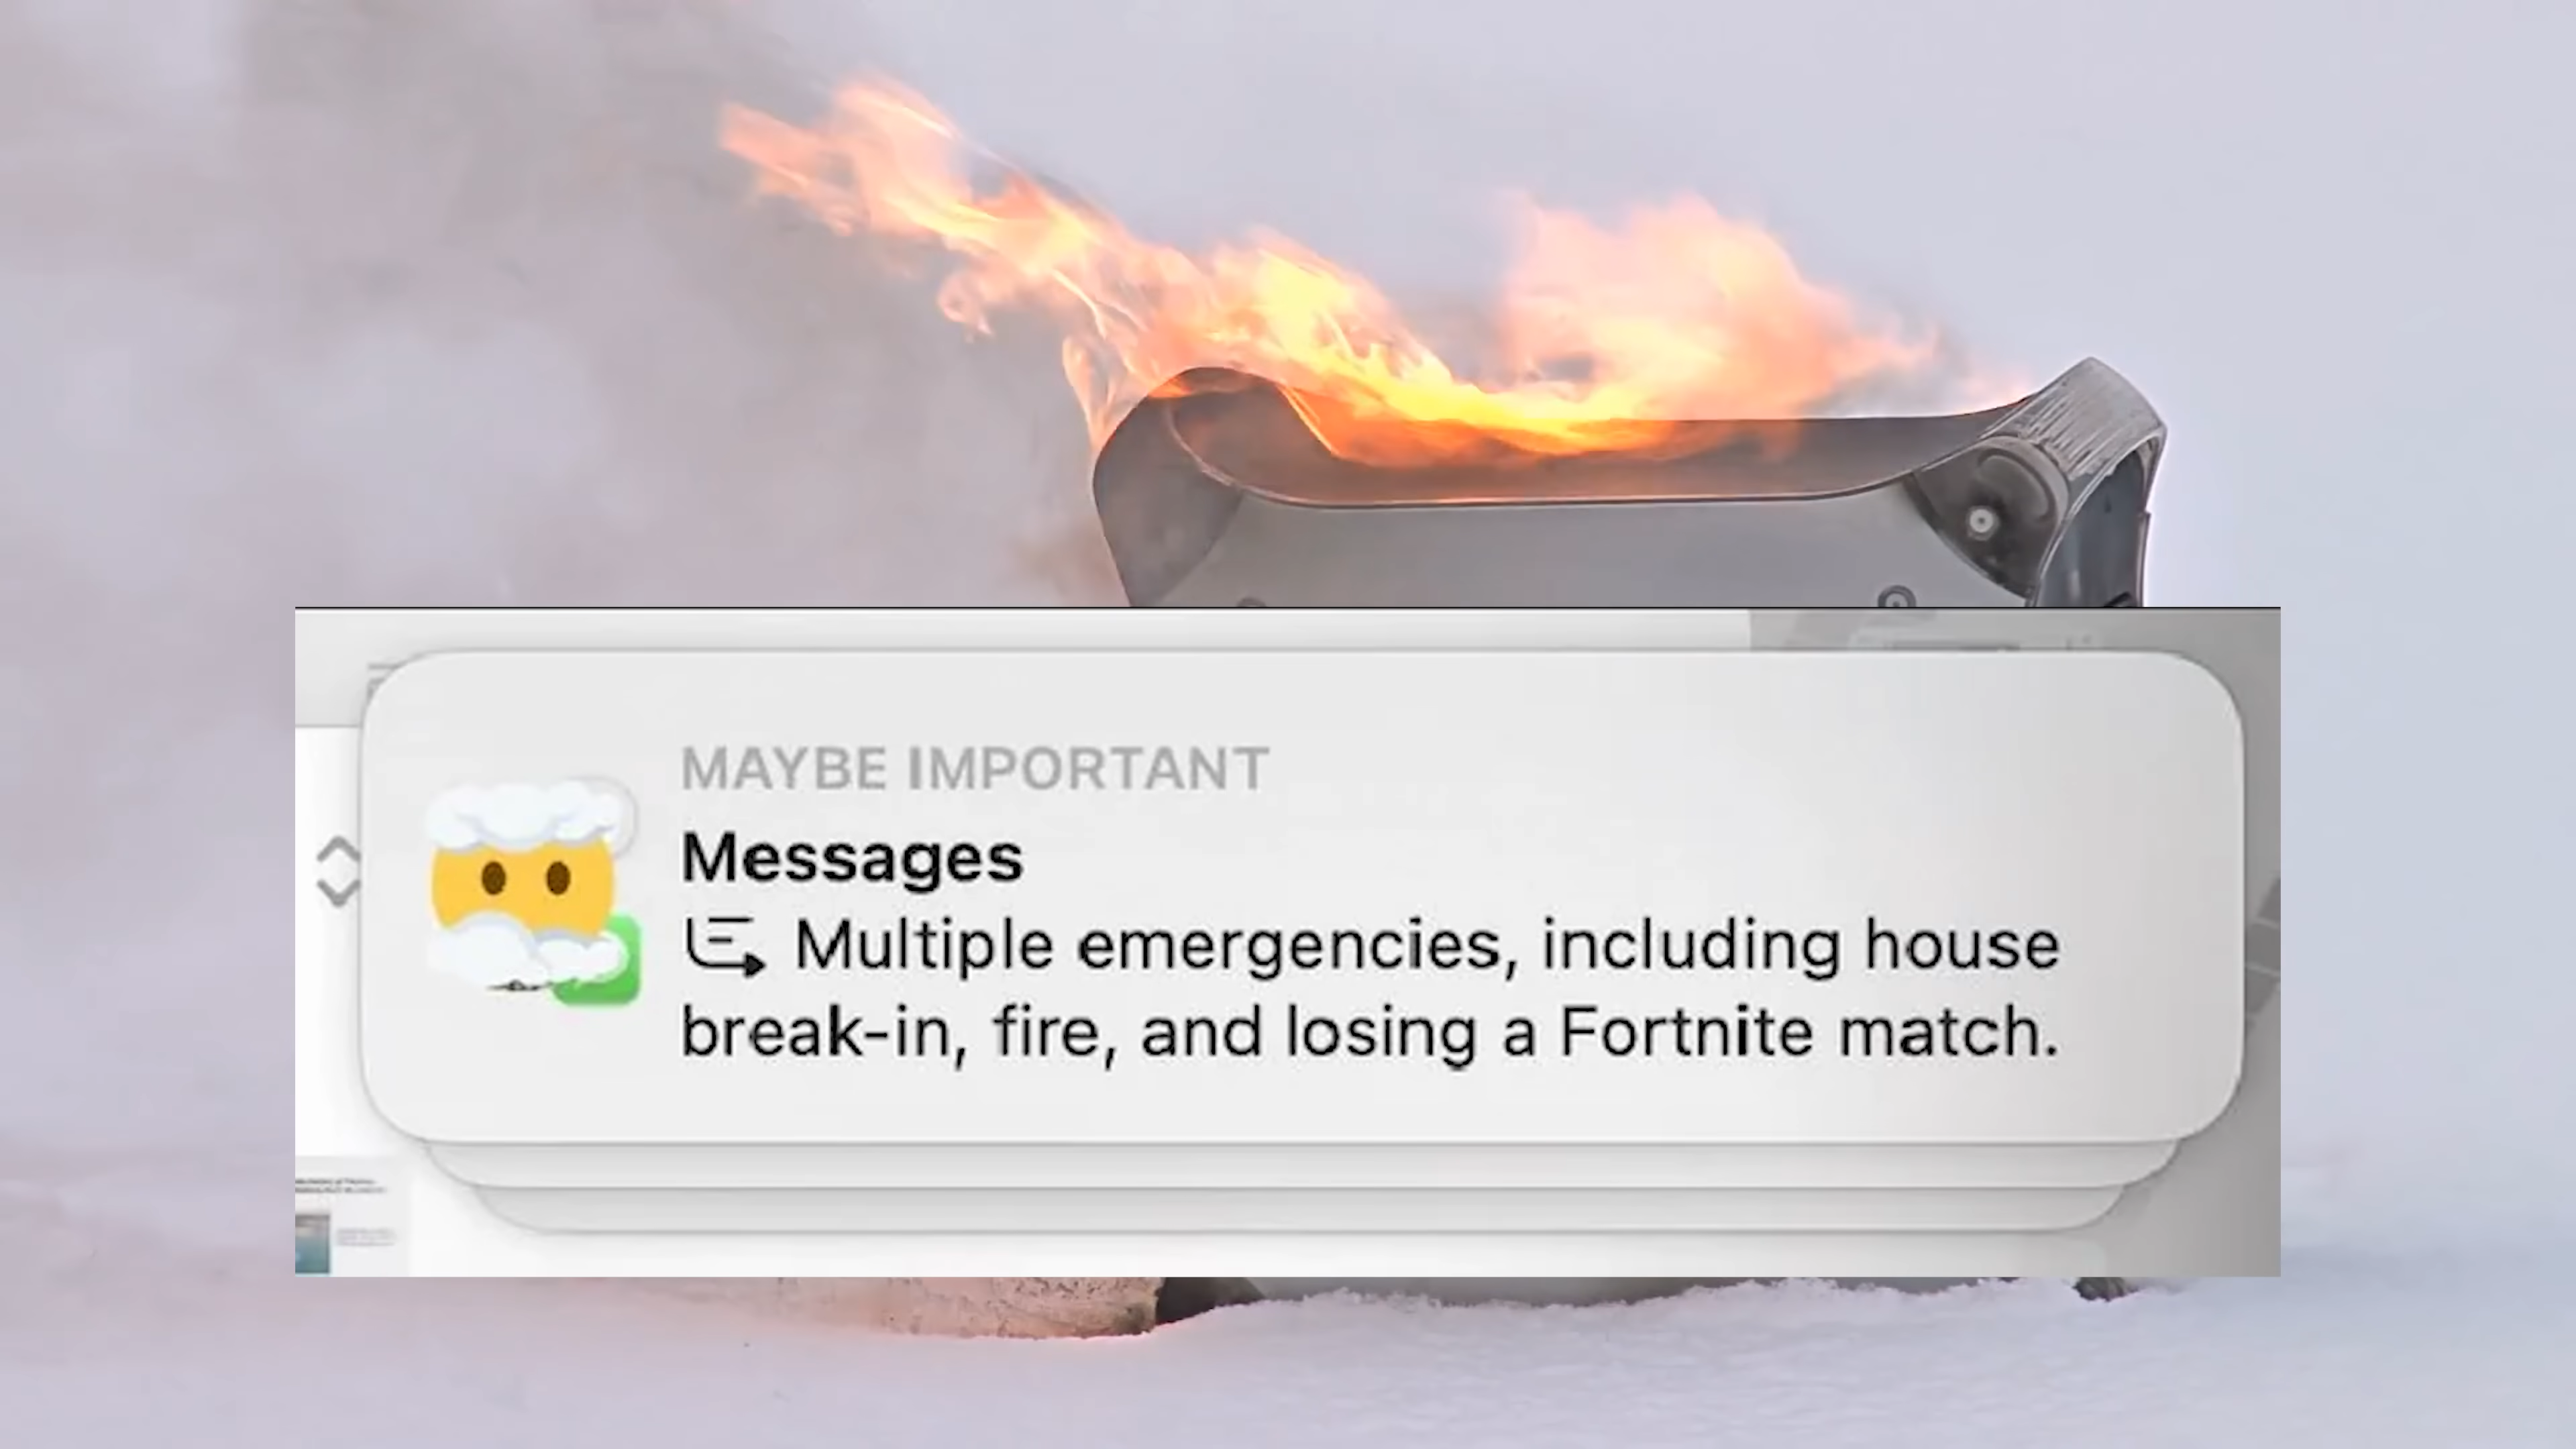 MAYBE IMPORTANT
Messages
Multiple emergencies, including house
break-in, fire, and losing a Fortnite match.